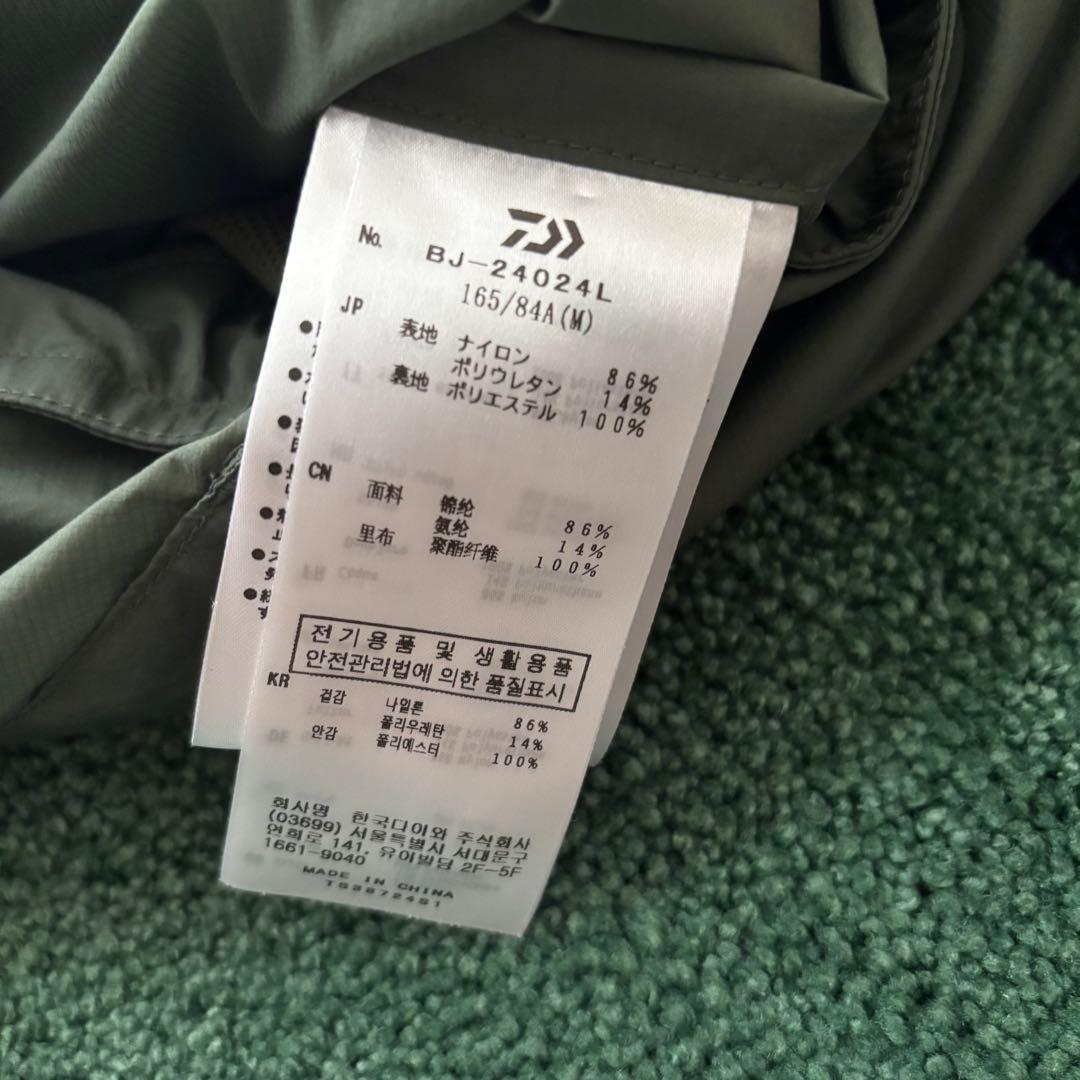 No. BJ-24024L
165/84A(M)
JP
表地 ナイロン 86%
ポリウレタン 14%
裏地 ポリエステル 100%
CN
面料 锦纶 86%
氨纶 14%
里布 聚酯纤维 100%
전기용품 및 생활용품
안전관리법에 의한 품질표시
KR
겉감 나일론 86%
폴리우레탄 14%
안감 폴리에스터 100%
회사명 한국다이와 주식회사
(03699) 서울특별시 서대문구
연희로 141, 유이빌딩 2F-5F
1661-9040
MADE IN CHINA
TS28724S1